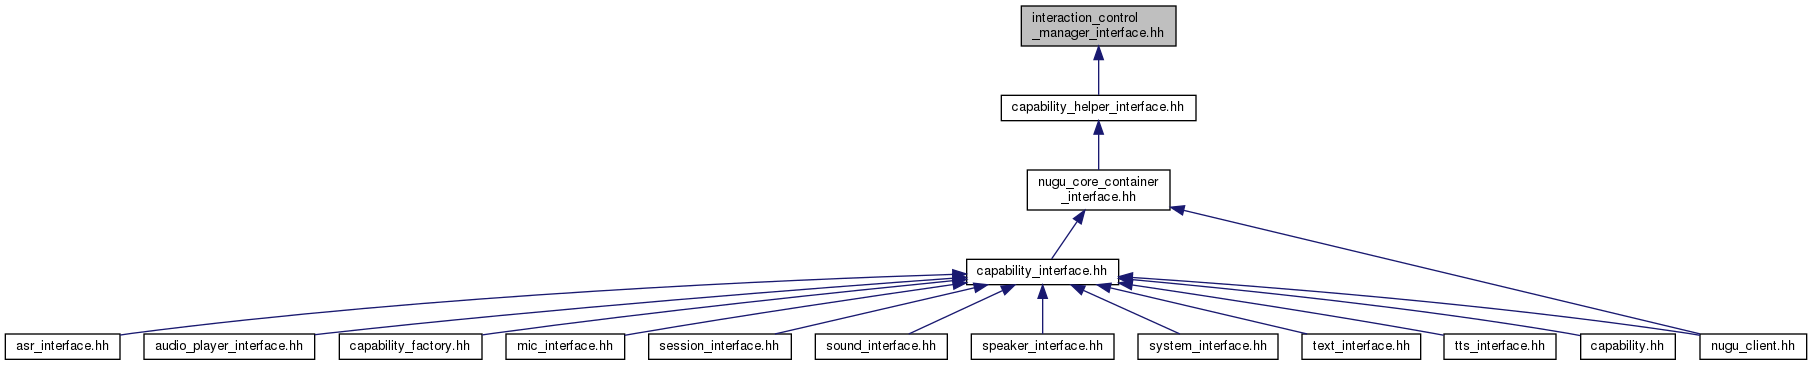 interaction_control
_manager_interface.hh
capability_helper_interface.hh
nugu_core_container
_interface.hh
capability_interface.hh
asr_interface.hh
audio_player_interface.hh
capability_factory.hh
mic_interface.hh
session_interface.hh
sound_interface.hh
speaker_interface.hh
system_interface.hh
text_interface.hh
tts_interface.hh
capability.hh
nugu_client.hh